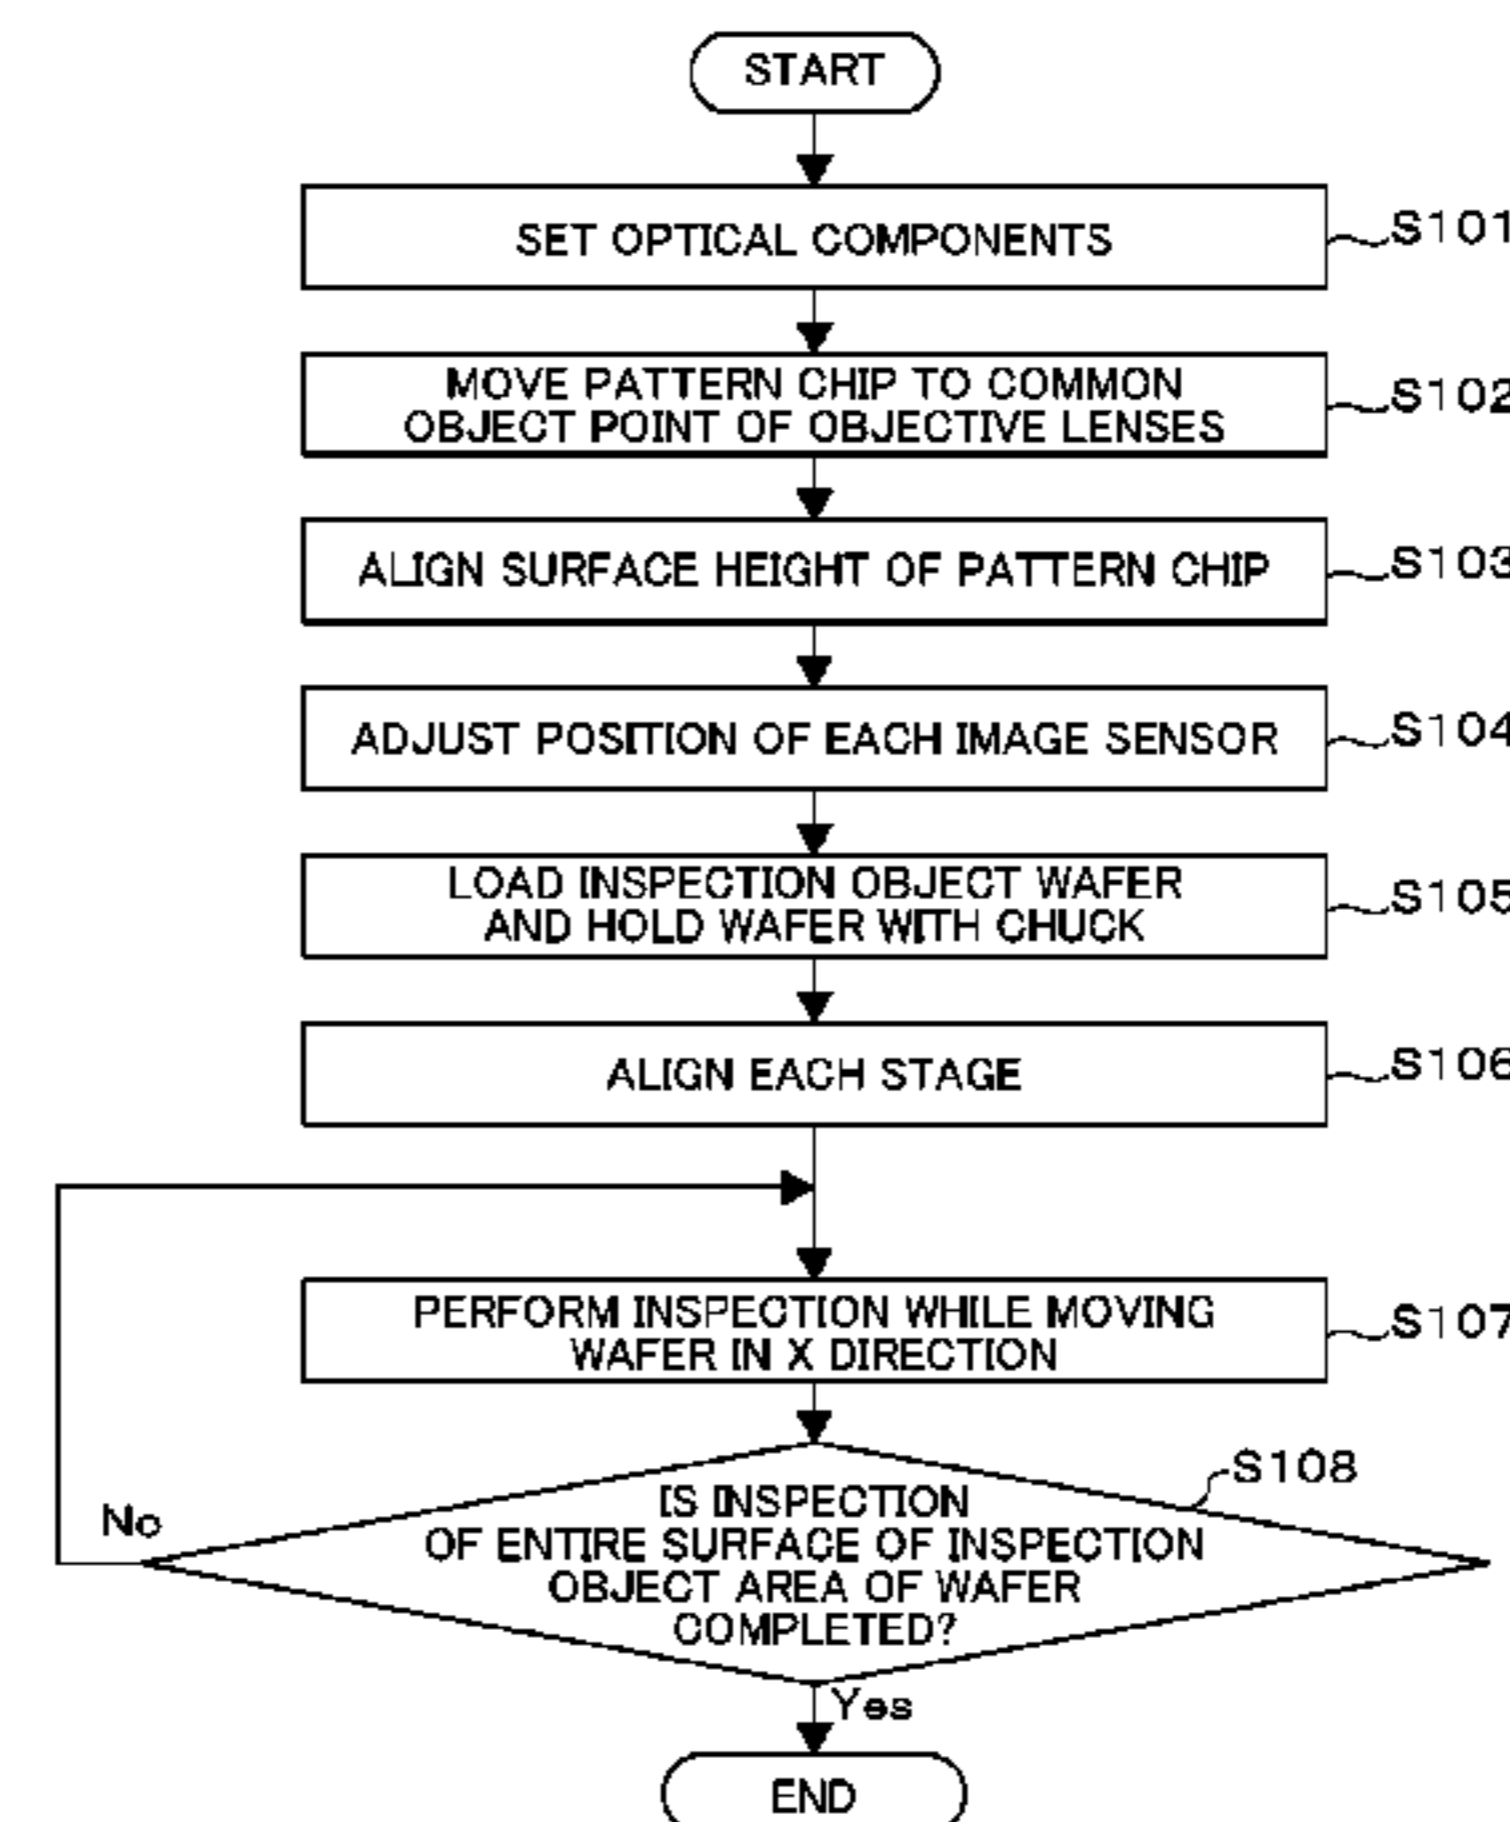 START
SET OPTICAL COMPONENTS
S101
MOVE PATTERN CHIP TO COMMON
OBJECT POINT OF OBJECTIVE LENSES
S102
ALIGN SURFACE HEIGHT OF PATTERN CHIP
S103
ADJUST POSITION OF EACH IMAGE SENSOR
S104
LOAD INSPECTION OBJECT WAFER
AND HOLD WAFER WITH CHUCK
S105
ALIGN EACH STAGE
S106
PERFORM INSPECTION WHILE MOVING
WAFER IN X DIRECTION
S107
S108
IS INSPECTION
OF ENTIRE SURFACE OF INSPECTION
OBJECT AREA OF WAFER
COMPLETED?
No
Yes
END